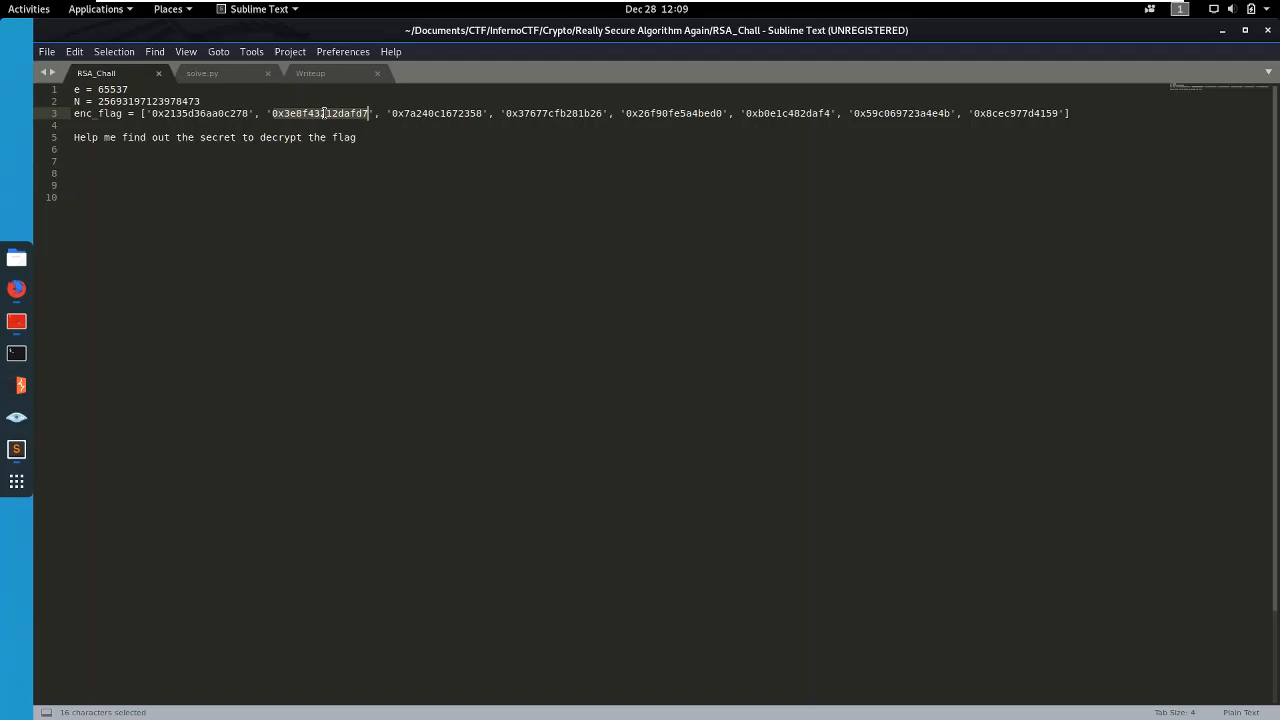 Activities Applications Places Sublime Text Dec 28 12:09 1
~/Documents/CTF/InfernoCTF/Crypto/Really Secure Algorithm Again/RSA_Chall - Sublime Text (UNREGISTERED)
File Edit Selection Find View Goto Tools Project Preferences Help
RSA_Chall solve.py Writeup
1 e = 65537
2 N = 25693197123978473
3 enc_flag = ['0x2135d36aa0c278', '0x3e8f43212dafd7', '0x7a240c1672358', '0x37677cfb281b26', '0x26f90fe5a4bed0', '0xb0e1c482daf4', '0x59c069723a4e4b', '0x8cec977d4159']
4
5 Help me find out the secret to decrypt the flag
6
7
8
9
10
16 characters selected Tab Size: 4 Plain Text